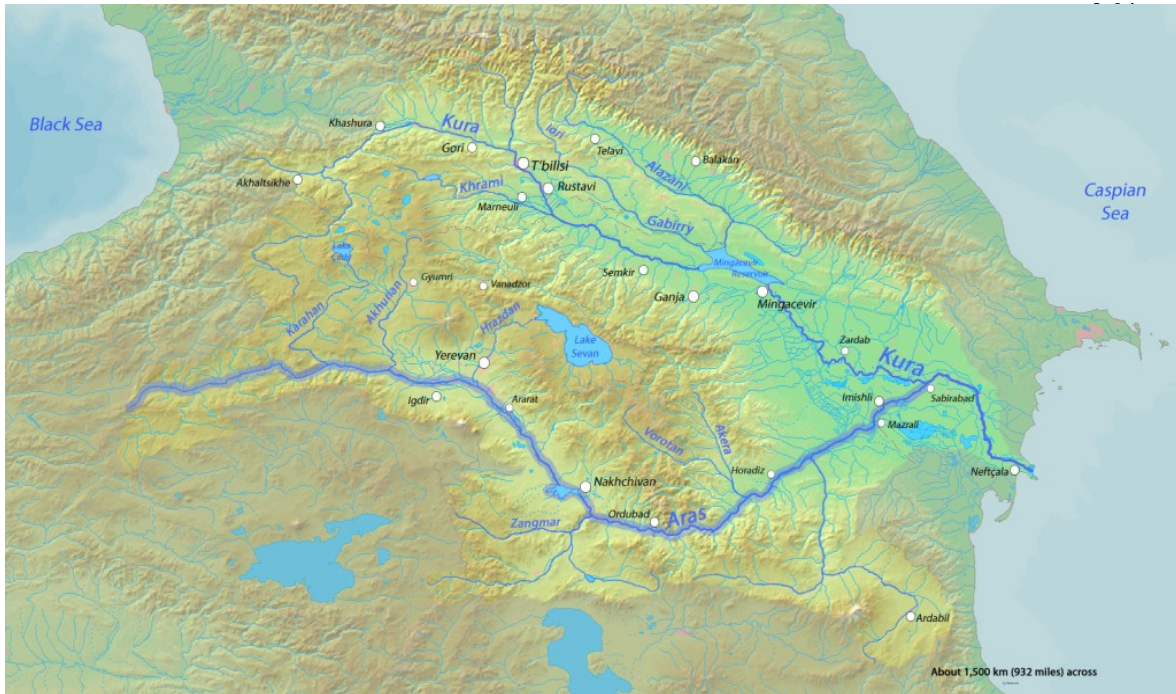 Black Sea
Caspian
Sea
Khashura
Kura
Gori
T'bilisi
Iori
Telavi
Alazani
Balakan
Akhaltsikhe
Khrami
Rustavi
Marneuli
Gabirry
Mingacevir
Reservoir
Semkir
Ganja
Mingacevir
Gyumri
Vanadzor
Karahan
Akhurian
Hrazdan
Lake
Sevan
Yerevan
Zardab
Kura
Igdir
Ararat
Imishli
Sabirabad
Mazrali
Vorotan
Akera
Horadiz
Neftçala
Nakhchivan
Ordubad
Aras
Zangmar
Ardabil
About 1,500 km (932 miles) across